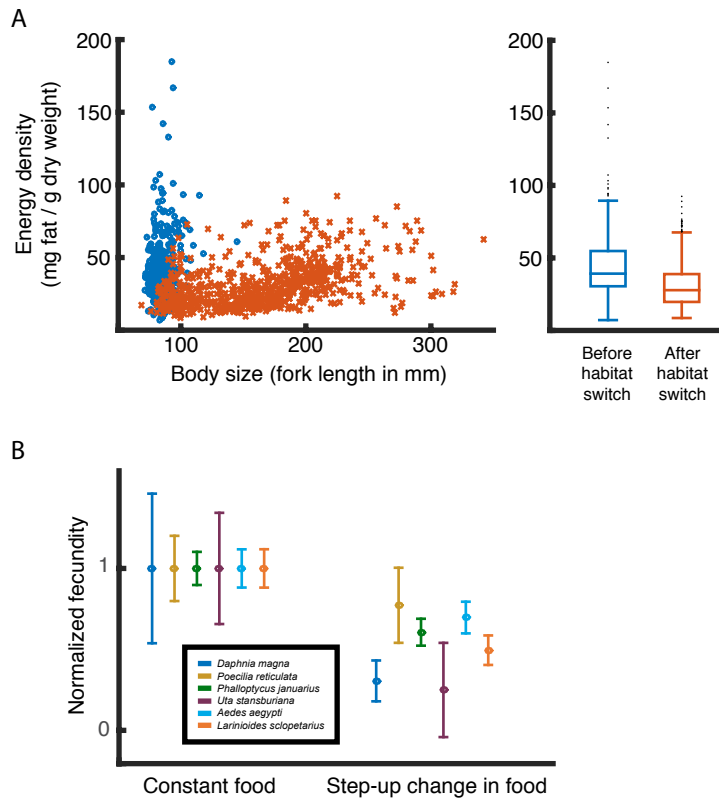 A
Energy density
(mg fat / g dry weight)
200
150
100
50
100
200
300
Body size (fork length in mm)
200
150
100
50
Before
habitat
switch
After
habitat
switch
B
Normalized fecundity
1
0
Daphnia magna
Poecilia reticulata
Phalloptycus januarius
Uta stansburiana
Aedes aegypti
Larinioides sclopetarius
Constant food
Step-up change in food